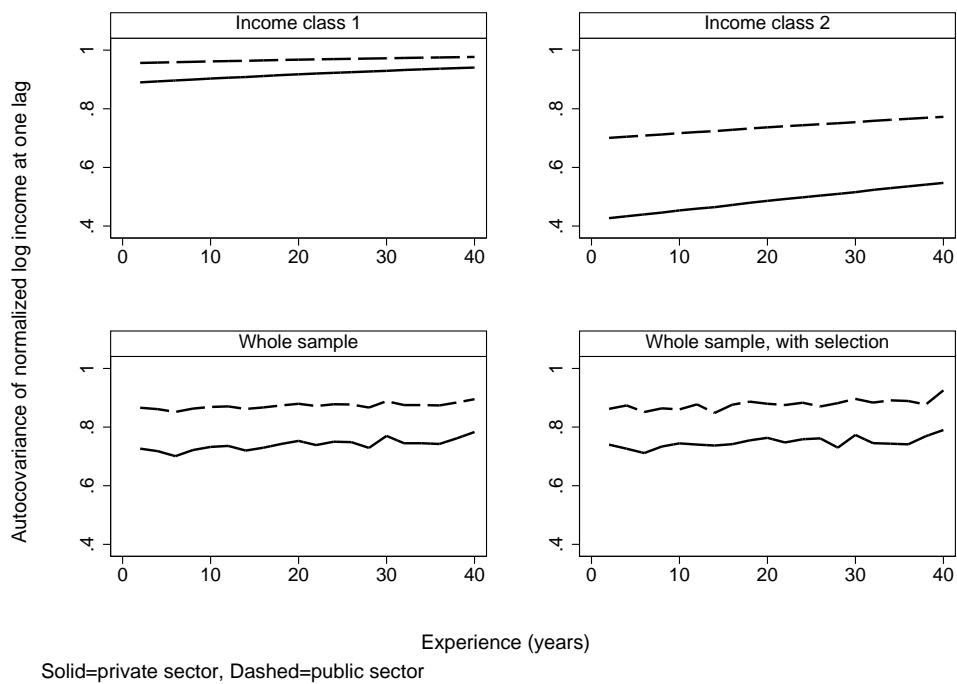 Income class 1
Income class 2
Autocovariance of normalized log income at one lag
1
.8
.6
.4
0 10 20 30 40
1
.8
.6
.4
0 10 20 30 40
Whole sample
Whole sample, with selection
1
.8
.6
.4
0 10 20 30 40
1
.8
.6
.4
0 10 20 30 40
Experience (years)
Solid=private sector, Dashed=public sector